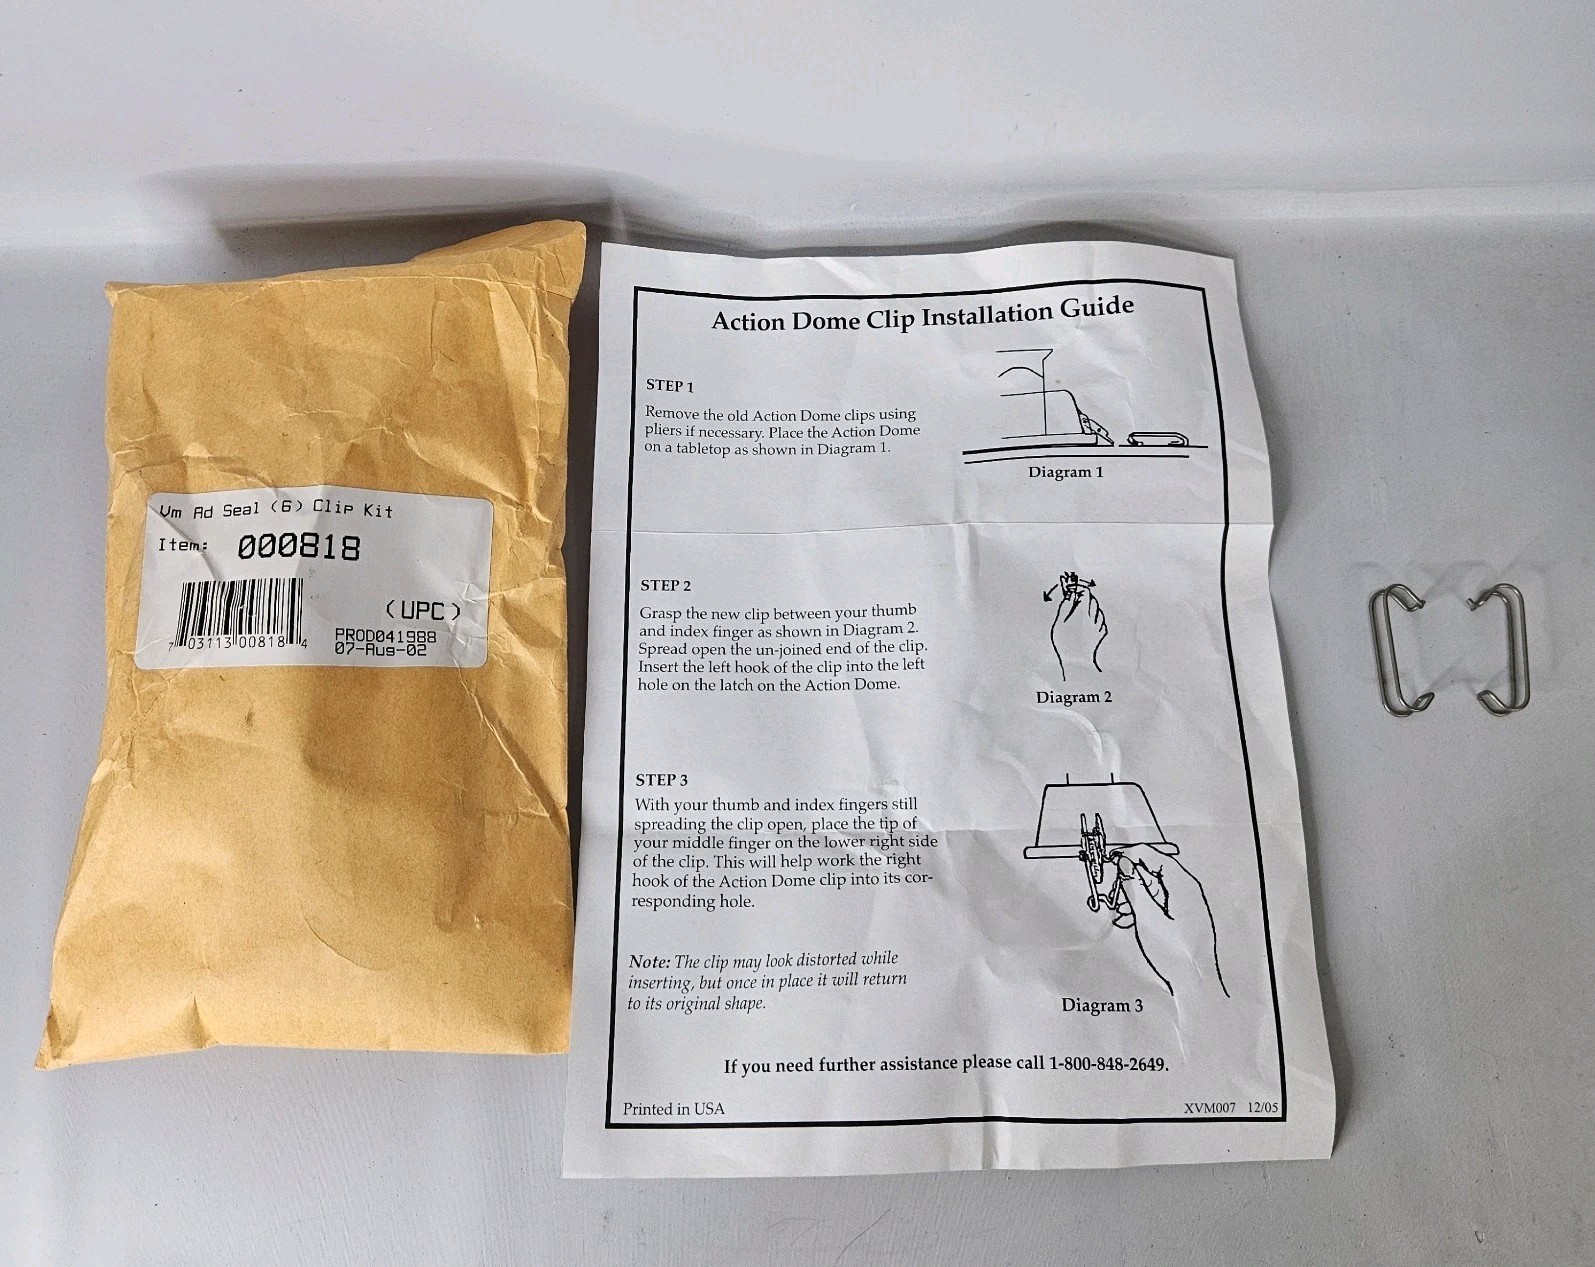 Vm Ad Seal (6) Clip Kit
Item: 000818
(UPC)
7 03113 00818 4
PROD041988
07-Aug-02
Action Dome Clip Installation Guide
STEP 1
Remove the old Action Dome clips using
pliers if necessary. Place the Action Dome
on a tabletop as shown in Diagram 1.
Diagram 1
STEP 2
Grasp the new clip between your thumb
and index finger as shown in Diagram 2.
Spread open the un-joined end of the clip.
Insert the left hook of the clip into the left
hole on the latch on the Action Dome.
Diagram 2
STEP 3
With your thumb and index fingers still
spreading the clip open, place the tip of
your middle finger on the lower right side
of the clip. This will help work the right
hook of the Action Dome clip into its cor-
responding hole.
Note: The clip may look distorted while
inserting, but once in place it will return
to its original shape.
Diagram 3
If you need further assistance please call 1-800-848-2649.
Printed in USA
XVM007 12/05